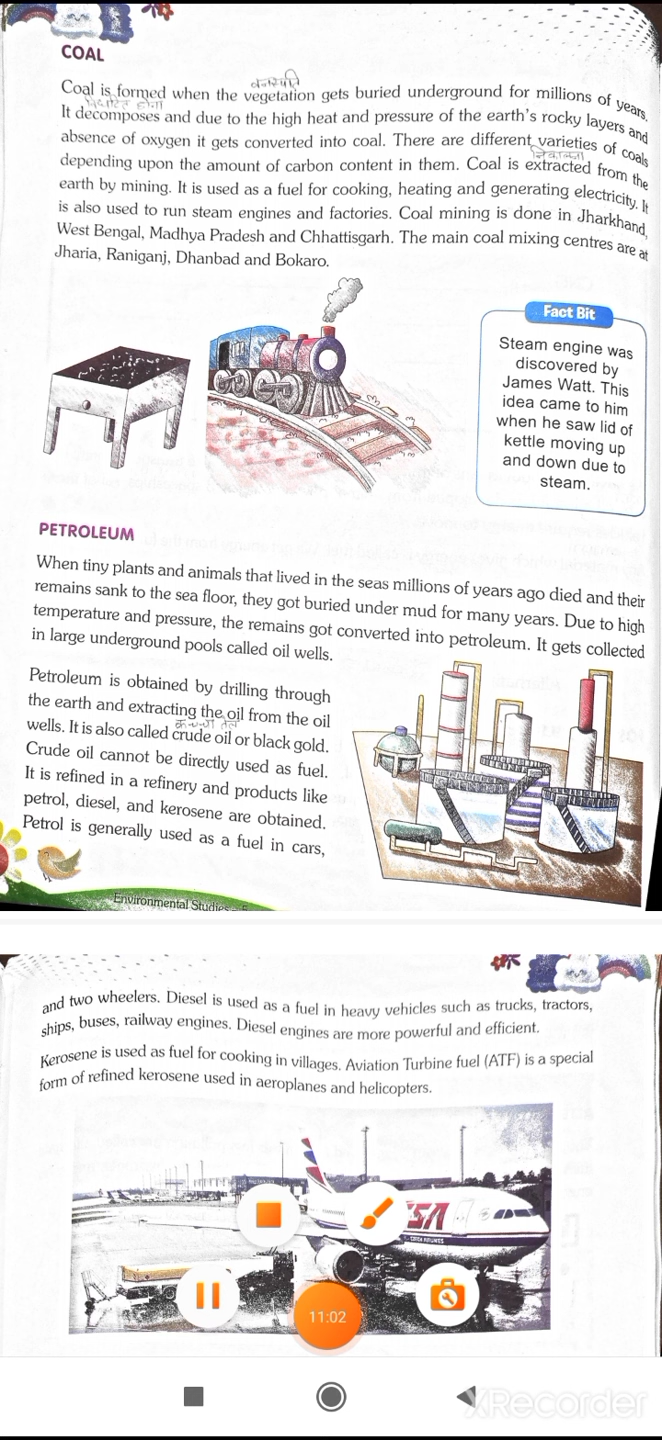 COAL
वनस्पति
Coal is formed when the vegetation gets buried underground for millions of years.
विघटित होना
It decomposes and due to the high heat and pressure of the earth's rocky layers and
absence of oxygen it gets converted into coal. There are different varieties of coals
निकालना
depending upon the amount of carbon content in them. Coal is extracted from the
earth by mining. It is used as a fuel for cooking, heating and generating electricity. It
is also used to run steam engines and factories. Coal mining is done in Jharkhand,
West Bengal, Madhya Pradesh and Chhattisgarh. The main coal mixing centres are at
Jharia, Raniganj, Dhanbad and Bokaro.
Fact Bit
Steam engine was
discovered by
James Watt. This
idea came to him
when he saw lid of
kettle moving up
and down due to
steam.
PETROLEUM
When tiny plants and animals that lived in the seas millions of years ago died and their
remains sank to the sea floor, they got buried under mud for many years. Due to high
temperature and pressure, the remains got converted into petroleum. It gets collected
in large underground pools called oil wells.
Petroleum is obtained by drilling through
the earth and extracting the oil from the oil
कच्चा तेल
wells. It is also called crude oil or black gold.
Crude oil cannot be directly used as fuel.
It is refined in a refinery and products like
petrol, diesel, and kerosene are obtained.
Petrol is generally used as a fuel in cars,
Environmental Studies - 5
and two wheelers. Diesel is used as a fuel in heavy vehicles such as trucks, tractors,
ships, buses, railway engines. Diesel engines are more powerful and efficient.
Kerosene is used as fuel for cooking in villages. Aviation Turbine fuel (ATF) is a special
form of refined kerosene used in aeroplanes and helicopters.
CSA
CZECH AIRLINES
11:02
XRecorder